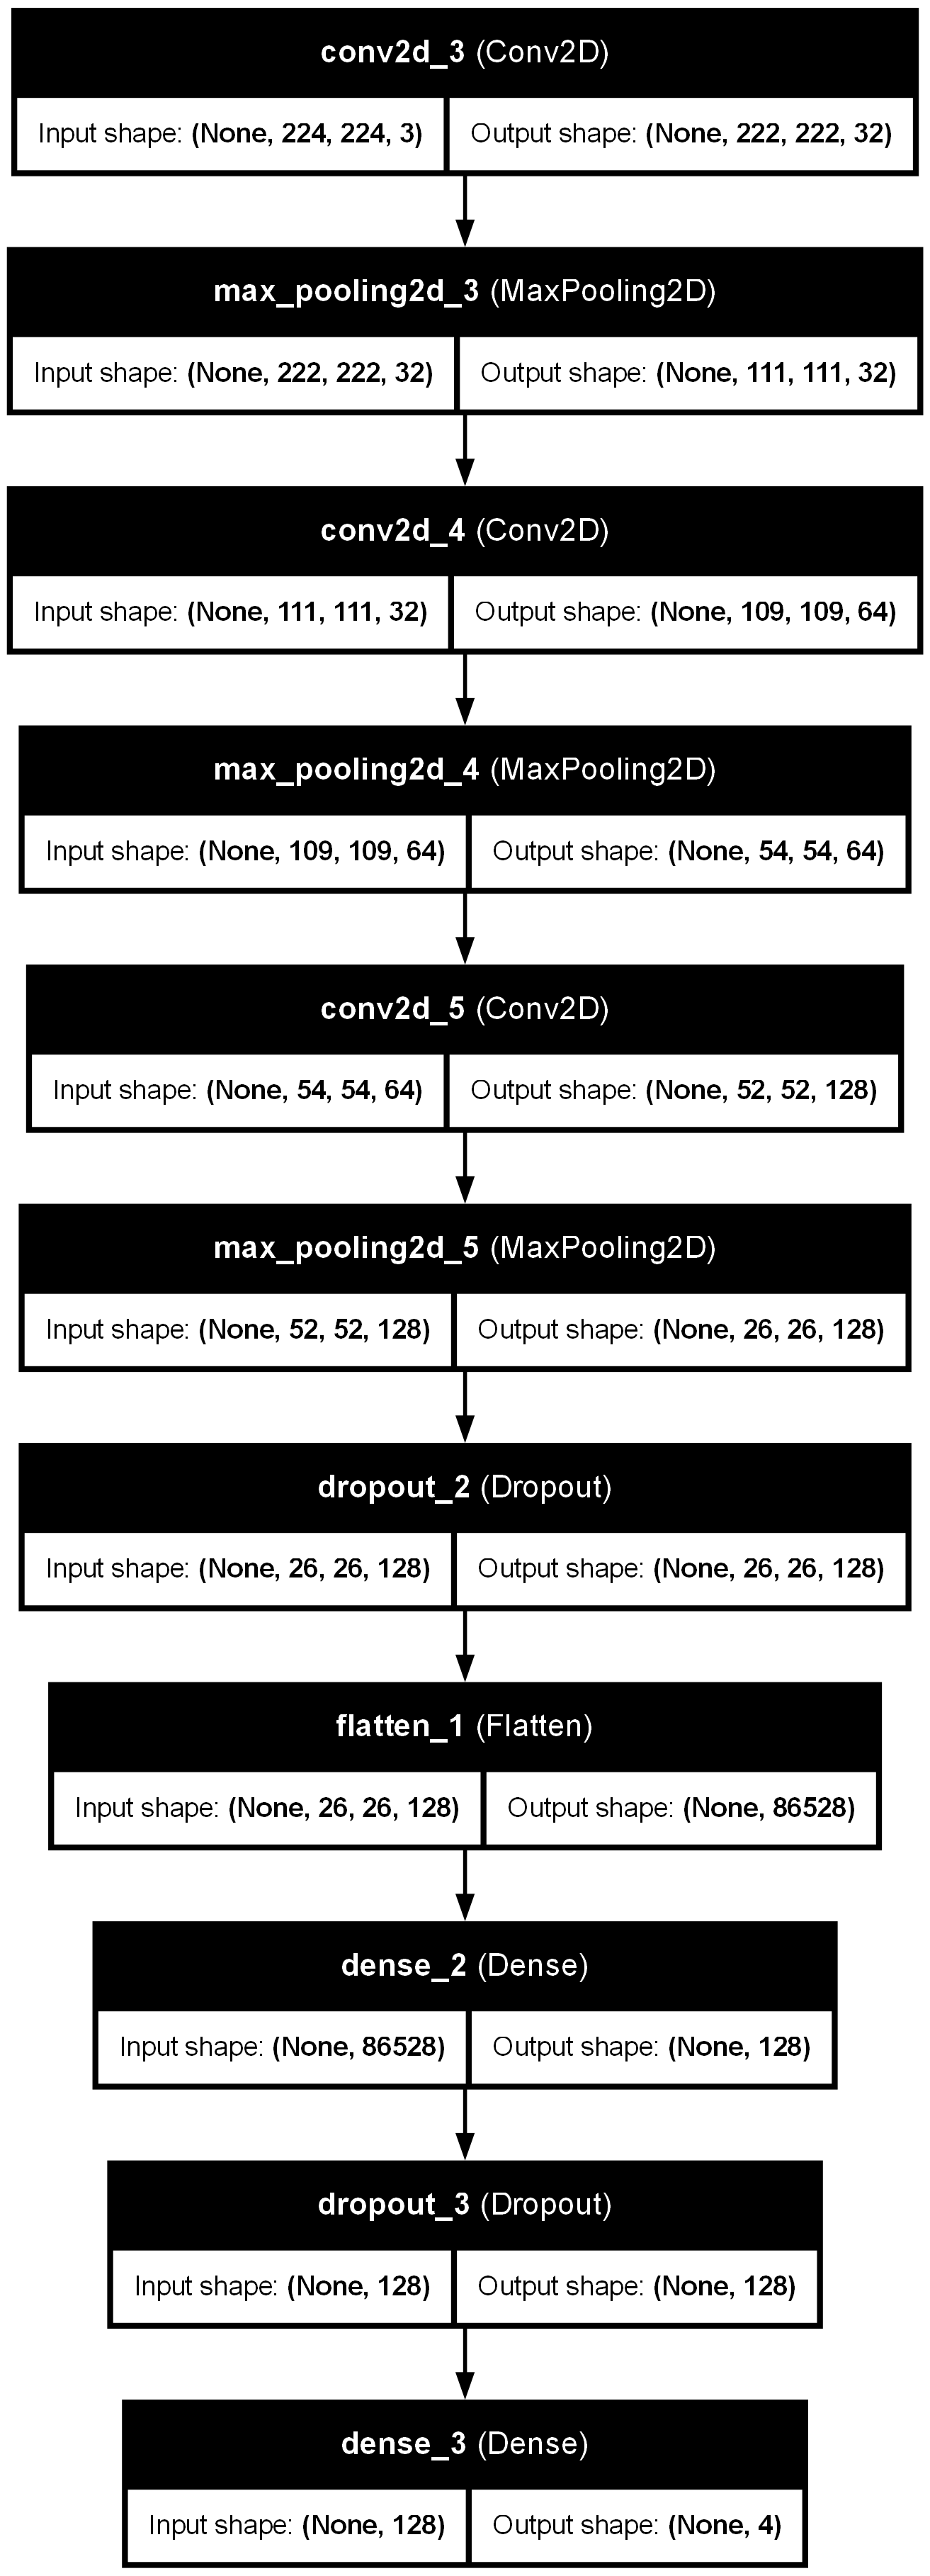 conv2d_3 (Conv2D)
Input shape: (None, 224, 224, 3) Output shape: (None, 222, 222, 32)
max_pooling2d_3 (MaxPooling2D)
Input shape: (None, 222, 222, 32) Output shape: (None, 111, 111, 32)
conv2d_4 (Conv2D)
Input shape: (None, 111, 111, 32) Output shape: (None, 109, 109, 64)
max_pooling2d_4 (MaxPooling2D)
Input shape: (None, 109, 109, 64) Output shape: (None, 54, 54, 64)
conv2d_5 (Conv2D)
Input shape: (None, 54, 54, 64) Output shape: (None, 52, 52, 128)
max_pooling2d_5 (MaxPooling2D)
Input shape: (None, 52, 52, 128) Output shape: (None, 26, 26, 128)
dropout_2 (Dropout)
Input shape: (None, 26, 26, 128) Output shape: (None, 26, 26, 128)
flatten_1 (Flatten)
Input shape: (None, 26, 26, 128) Output shape: (None, 86528)
dense_2 (Dense)
Input shape: (None, 86528) Output shape: (None, 128)
dropout_3 (Dropout)
Input shape: (None, 128) Output shape: (None, 128)
dense_3 (Dense)
Input shape: (None, 128) Output shape: (None, 4)